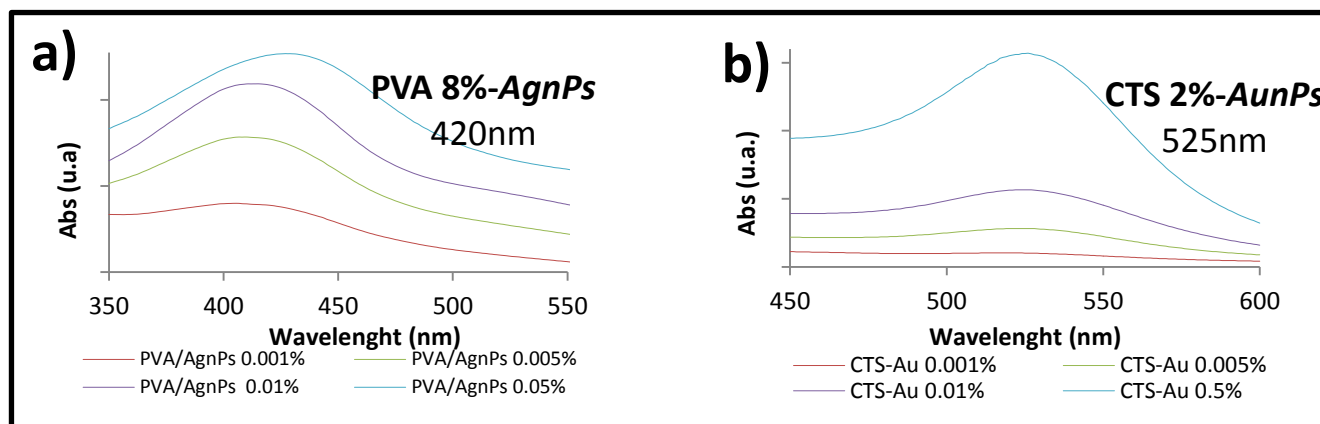 a)
PVA 8%-AgnPs
420nm
Abs (u.a)
350 400 450 500 550
Wavelenght (nm)
PVA/AgnPs 0.001% PVA/AgnPs 0.005%
PVA/AgnPs 0.01% PVA/AgnPs 0.05%
b)
CTS 2%-AunPs
525nm
Abs (u.a.)
450 500 550 600
Wavelenght (nm)
CTS-Au 0.001% CTS-Au 0.005%
CTS-Au 0.01% CTS-Au 0.5%